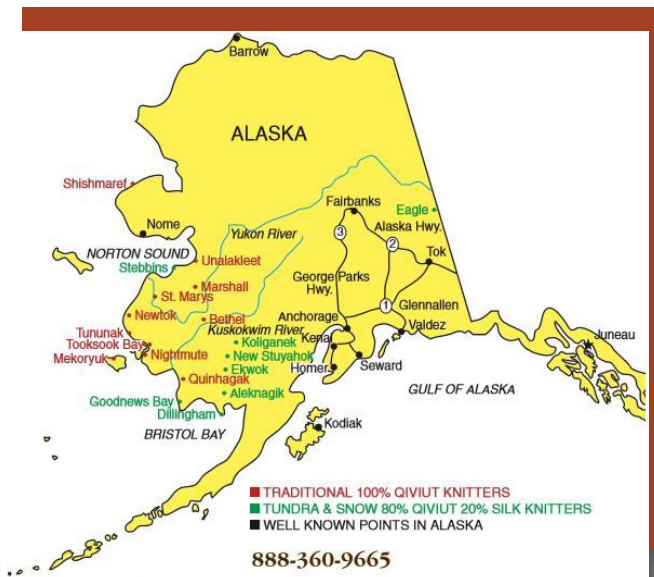 Barrow
ALASKA
Shishmaref
Fairbanks
Eagle
Nome
Alaska Hwy.
Yukon River
3
2
NORTON SOUND
Tok
Unalakleet
Stebbins
George Parks
Hwy.
Marshall
St. Marys
1
Glennallen
Newtok
Bethel
Anchorage
Kuskokwim River
Valdez
Tununak
Kenai
Juneau
Tooksook Bay
Koliganek
Mekoryuk
Nightmute
New Stuyahok
Ekwok
Homer
Seward
Quinhagak
GULF OF ALASKA
Aleknagik
Goodnews Bay
Dillingham
Kodiak
BRISTOL BAY
TRADITIONAL 100% QIVIUT KNITTERS
TUNDRA & SNOW 80% QIVIUT 20% SILK KNITTERS
WELL KNOWN POINTS IN ALASKA
888-360-9665